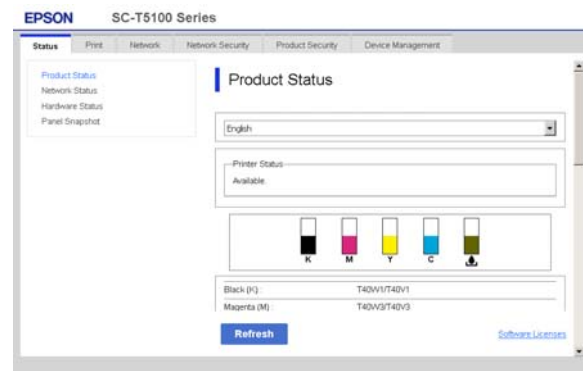 EPSON SC-T5100 Series
Status Print Network Network Security Product Security Device Management
Product Status
Network Status
Hardware Status
Panel Snapshot
Product Status
English
Printer Status
Available.
K M Y C
Black (K) : T40W1/T40V1
Magenta (M) : T40W3/T40V3
Refresh
Software Licenses